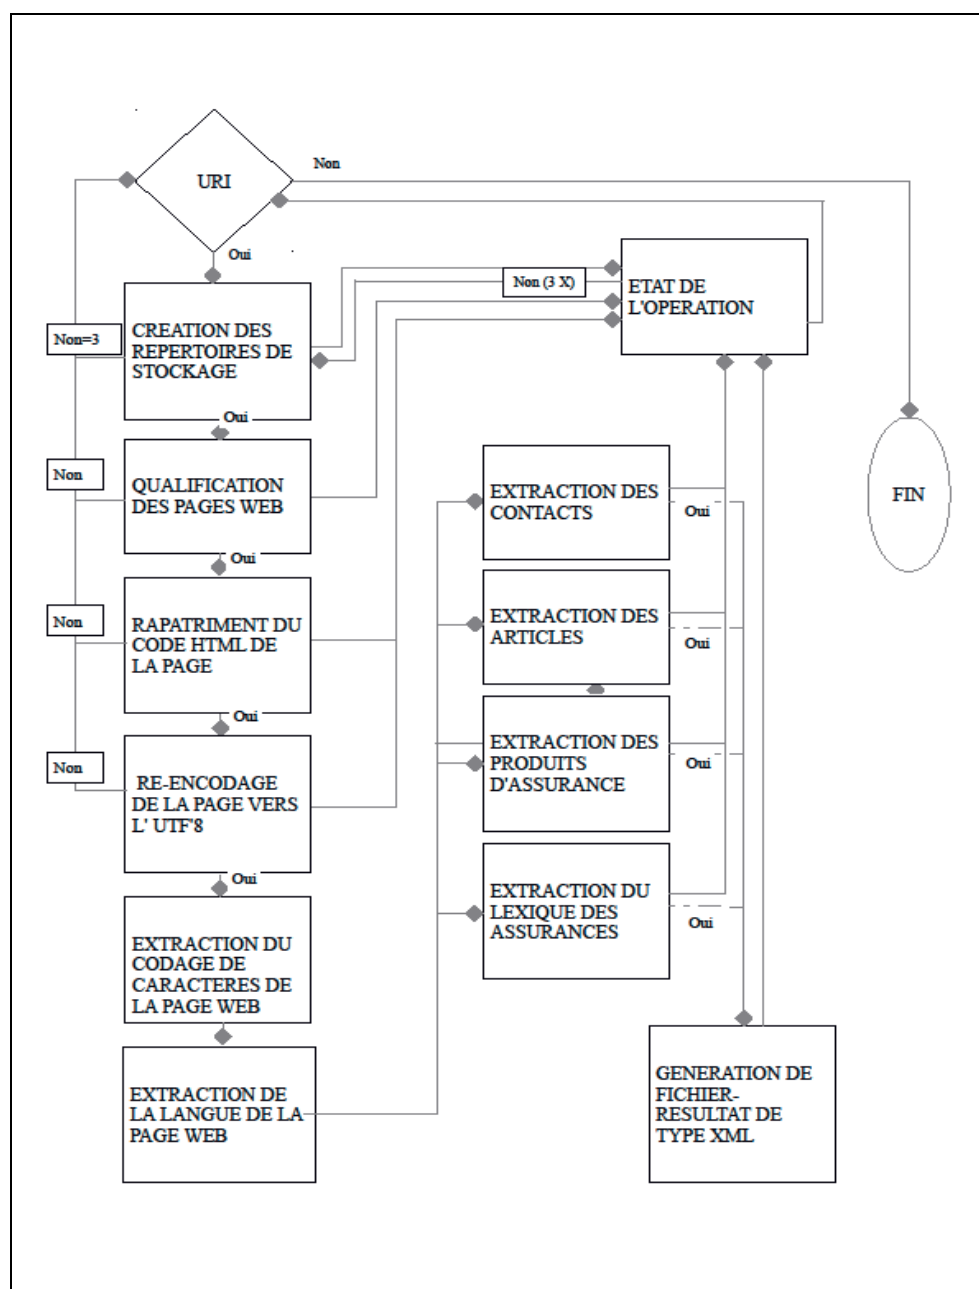 Non
URI
Oui
Non (3 X)
ETAT DE
L'OPERATION
Non=3
CREATION DES
REPERTOIRES DE
STOCKAGE
Oui
Non
QUALIFICATION
DES PAGES WEB
EXTRACTION DES
CONTACTS
Oui
FIN
Oui
Non
RAPATRIMENT DU
CODE HTML DE
LA PAGE
EXTRACTION DES
ARTICLES
Oui
Oui
Non
RE-ENCODAGE
DE LA PAGE VERS
L' UTF'8
EXTRACTION DES
PRODUITS
D'ASSURANCE
Oui
Oui
EXTRACTION DU
LEXIQUE DES
ASSURANCES
Oui
EXTRACTION DU
CODAGE DE
CARACTERES DE
LA PAGE WEB
EXTRACTION DE
LA LANGUE DE LA
PAGE WEB
GENERATION DE
FICHIER-
RESULTAT DE
TYPE XML